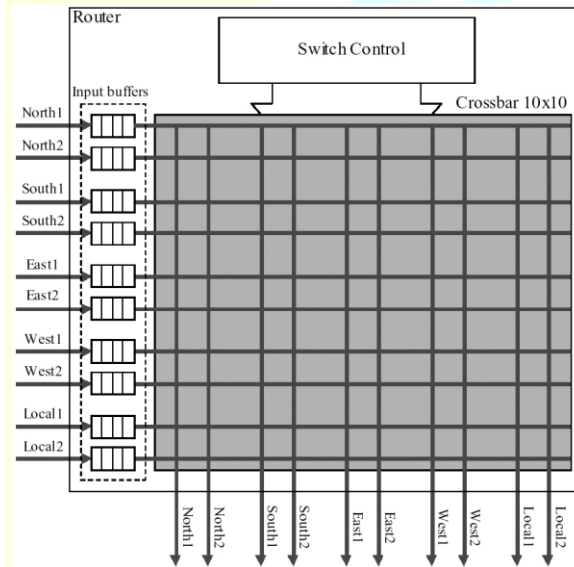 Router
Switch Control
Input buffers
Crossbar 10x10
North1
North2
South1
South2
East1
East2
West1
West2
Local1
Local2
North1
North2
South1
South2
East1
East2
West1
West2
Local1
Local2